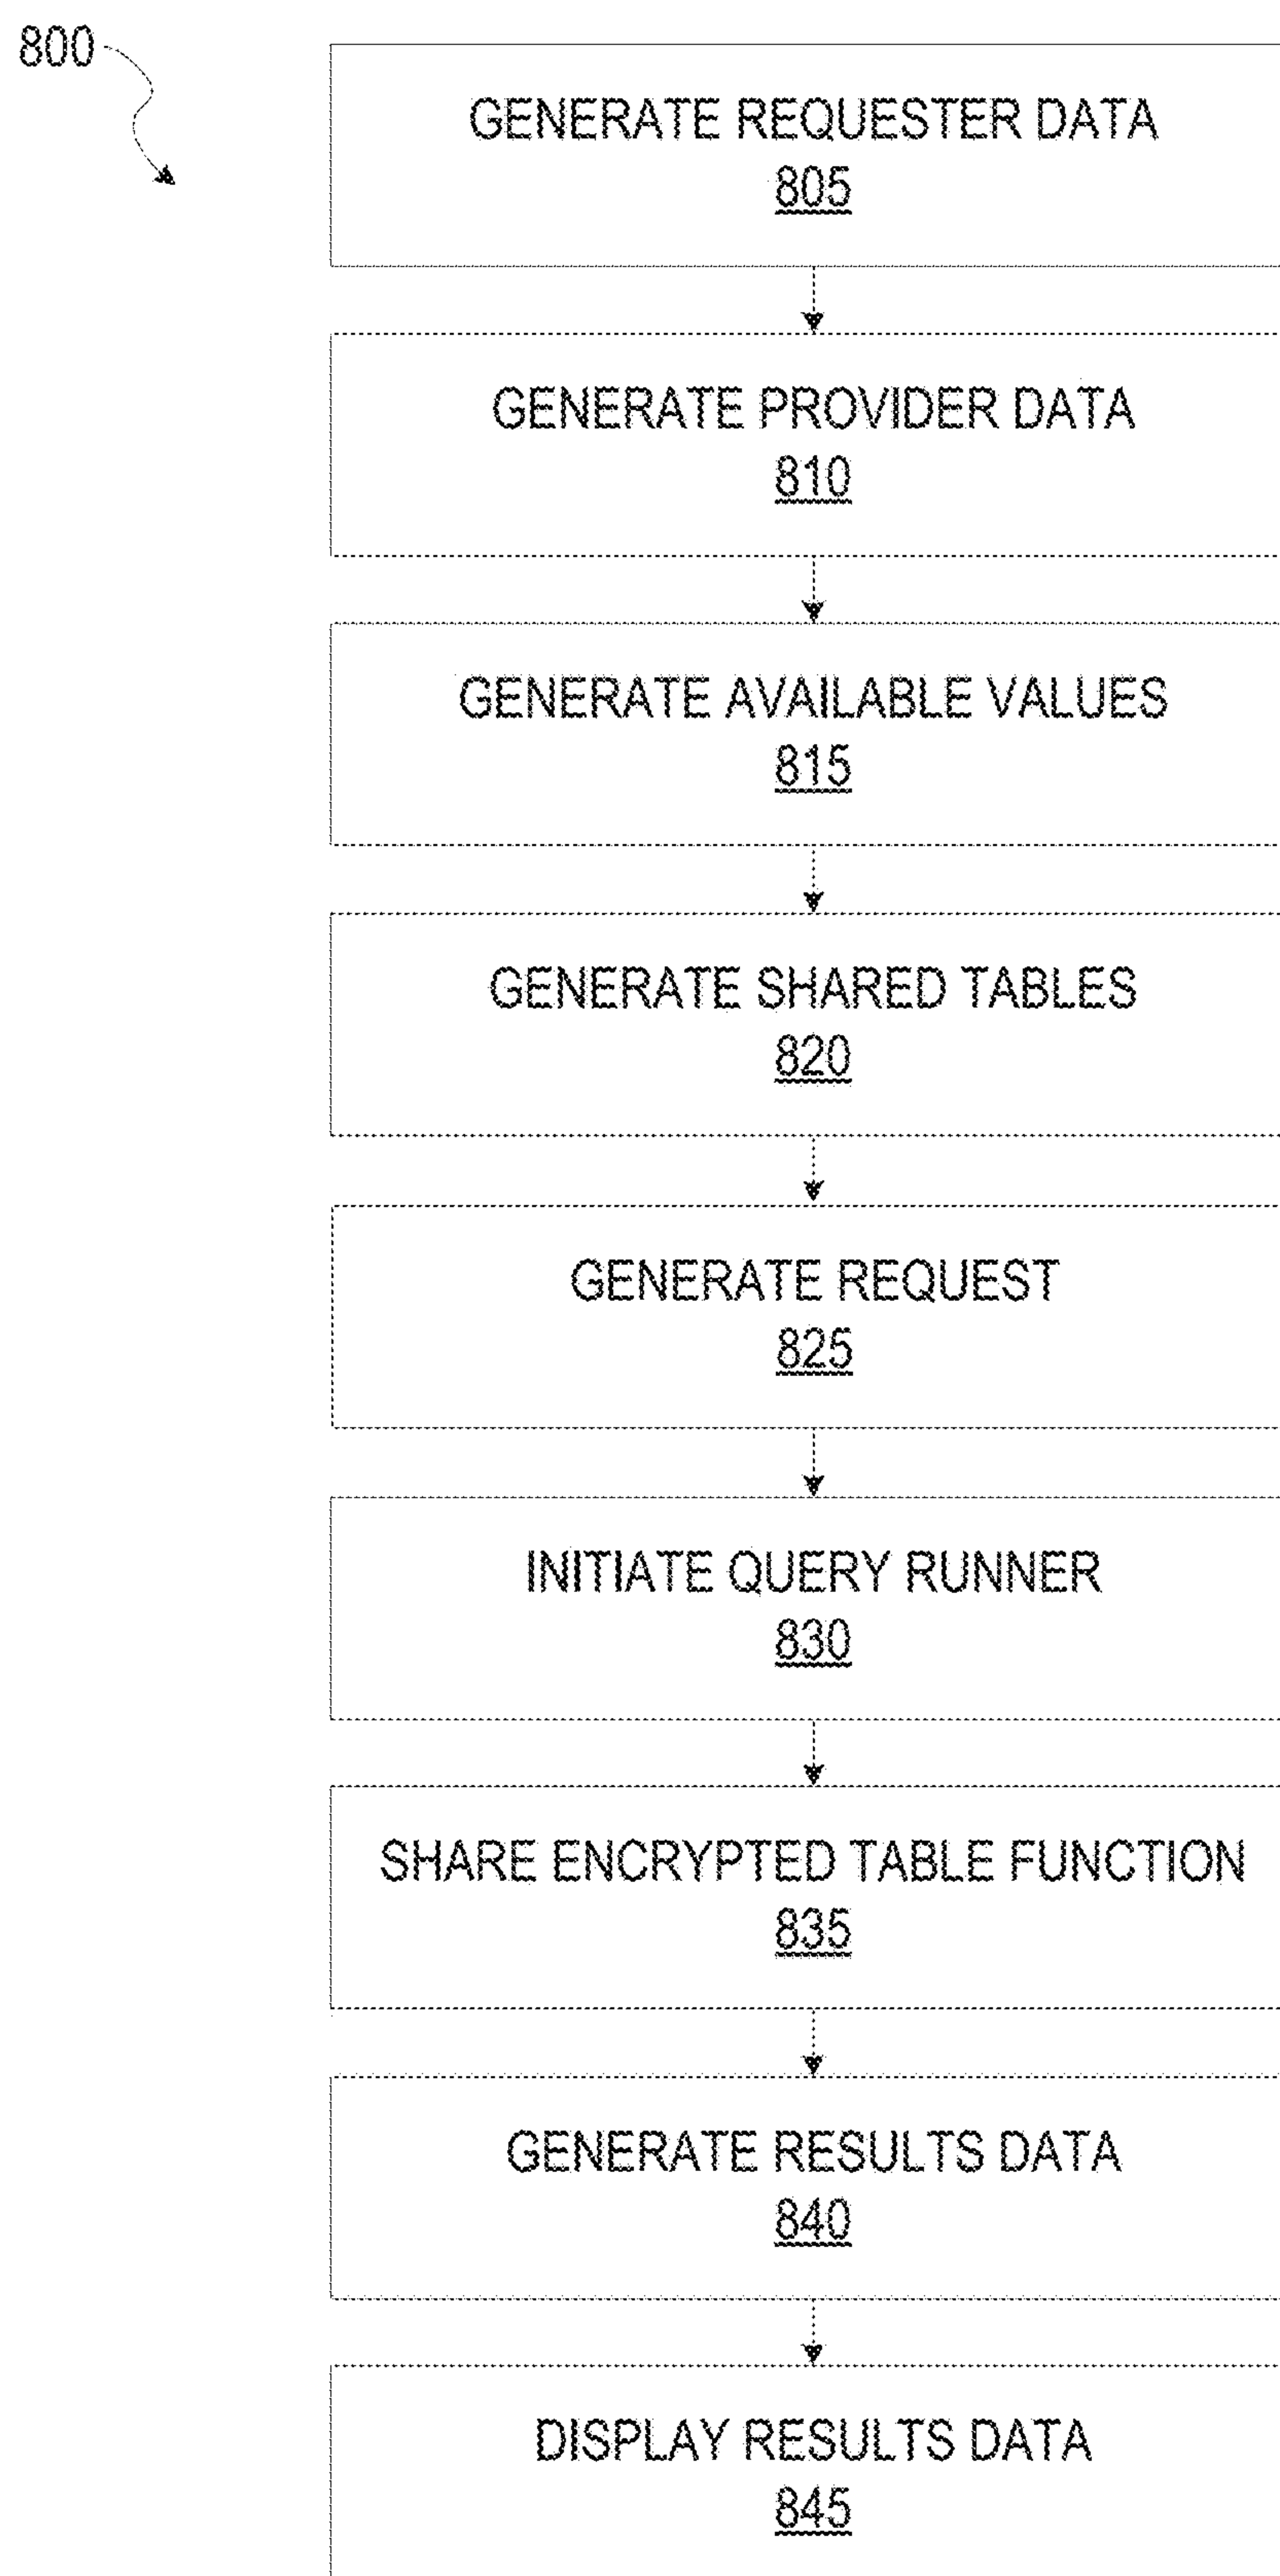 800
GENERATE REQUESTER DATA
805
GENERATE PROVIDER DATA
810
GENERATE AVAILABLE VALUES
815
GENERATE SHARED TABLES
820
GENERATE REQUEST
825
INITIATE QUERY RUNNER
830
SHARE ENCRYPTED TABLE FUNCTION
835
GENERATE RESULTS DATA
840
DISPLAY RESULTS DATA
845